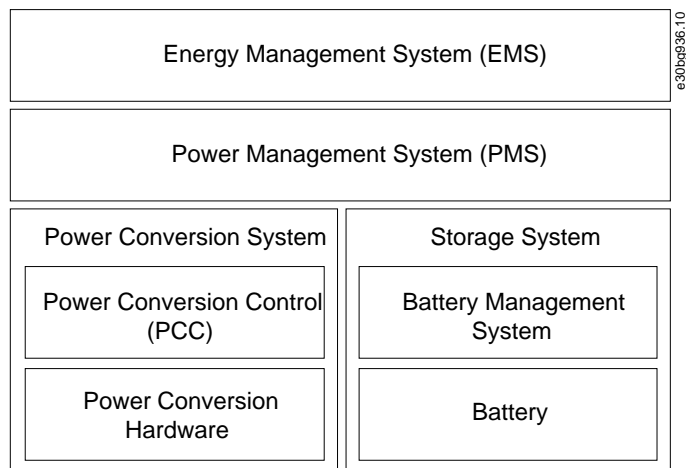 Energy Management System (EMS)
e30bg936.10
Power Management System (PMS)
Power Conversion System
Power Conversion Control
(PCC)
Power Conversion
Hardware
Storage System
Battery Management
System
Battery